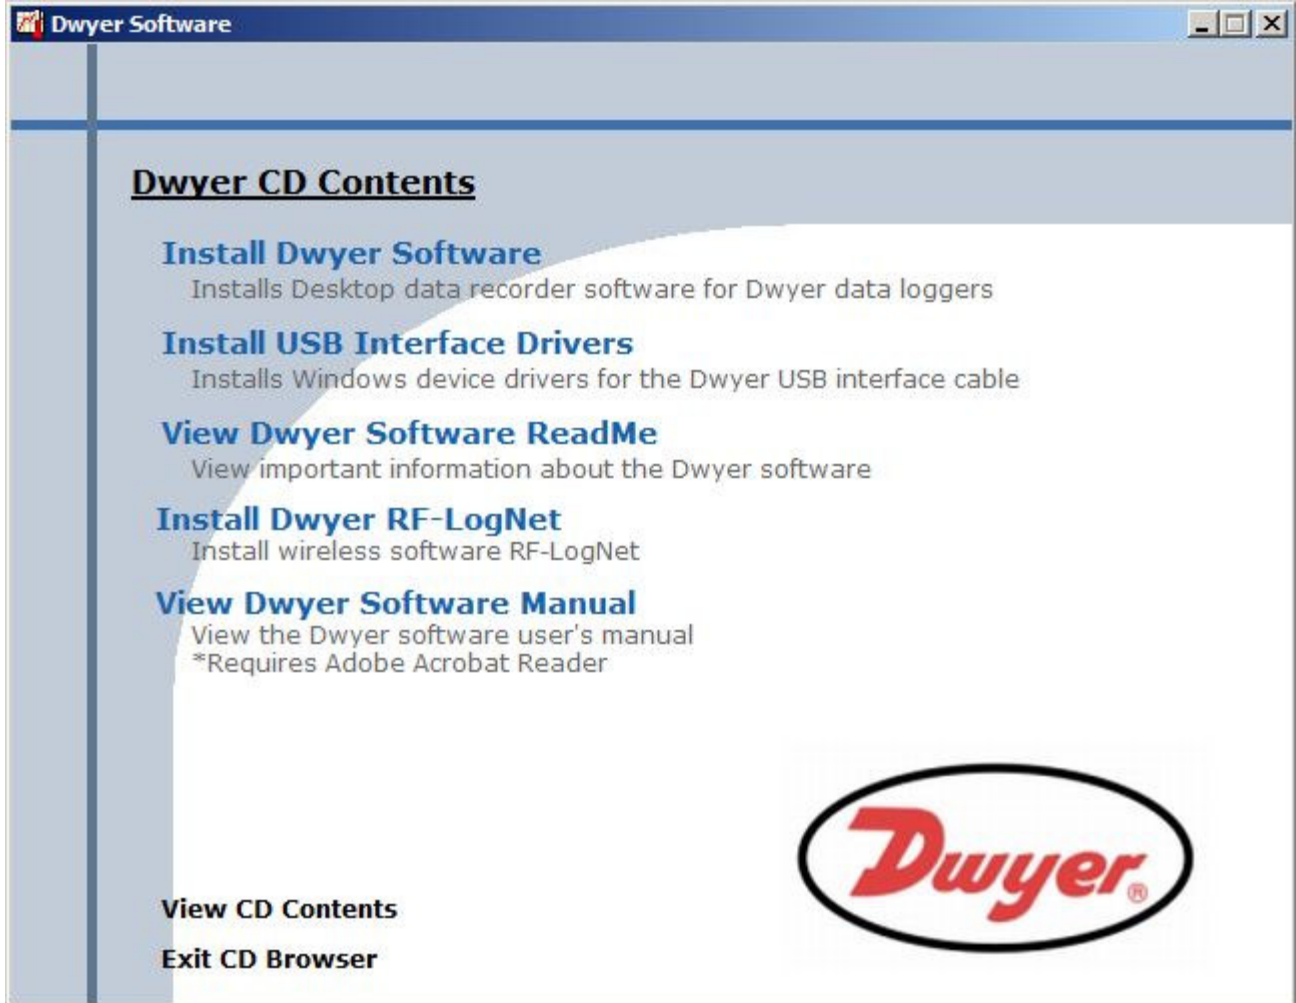 Dwyer Software
Dwyer CD Contents
Install Dwyer Software
Installs Desktop data recorder software for Dwyer data loggers
Install USB Interface Drivers
Installs Windows device drivers for the Dwyer USB interface cable
View Dwyer Software ReadMe
View important information about the Dwyer software
Install Dwyer RF-LogNet
Install wireless software RF-LogNet
View Dwyer Software Manual
View the Dwyer software user's manual
*Requires Adobe Acrobat Reader
Dwyer®
View CD Contents
Exit CD Browser